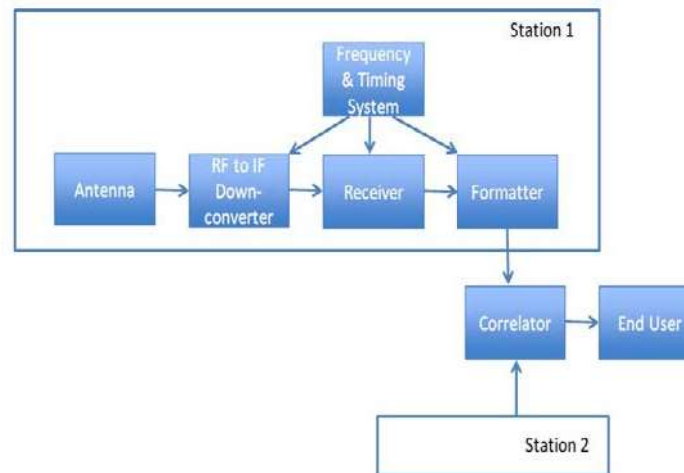 Station 1
Frequency
& Timing
System
Antenna
RF to IF
Down-
converter
Receiver
Formatter
Correlator
End User
Station 2